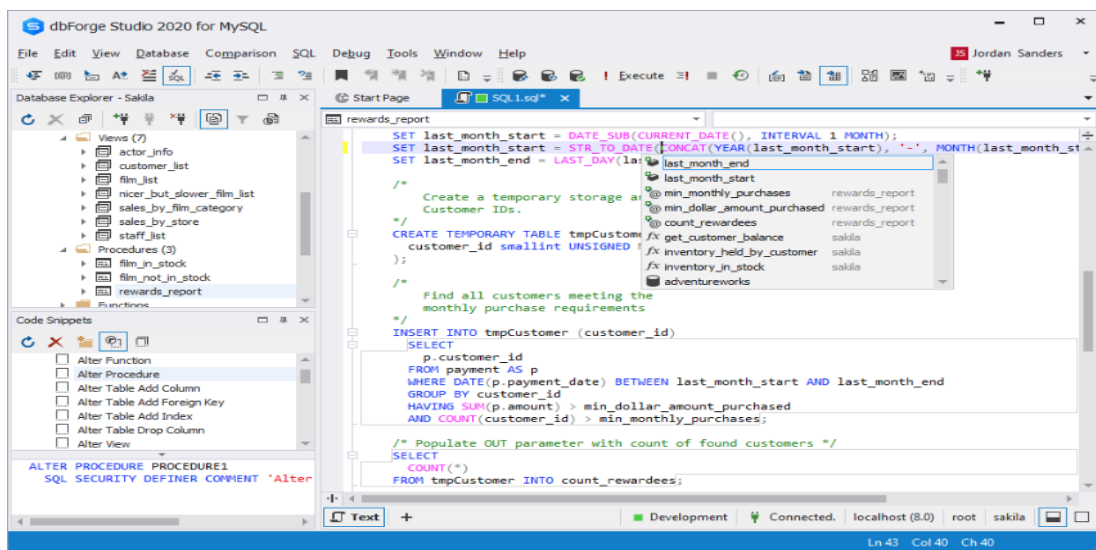 dbForge Studio 2020 for MySQL
File Edit View Database Comparison SQL Debug Tools Window Help
JS Jordan Sanders
SQL Execute
Database Explorer - Sakila
Start Page SQL1.sql*
rewards_report
Views (7)
actor_info
customer_list
film_list
nicer_but_slower_film_list
sales_by_film_category
sales_by_store
staff_list
Procedures (3)
film_in_stock
film_not_in_stock
rewards_report
Functions
SET last_month_start = DATE_SUB(CURRENT_DATE(), INTERVAL 1 MONTH);
SET last_month_start = STR_TO_DATE(CONCAT(YEAR(last_month_start), '-', MONTH(last_month_st
SET last_month_end = LAST_DAY(las
/*
Create a temporary storage a
Customer IDs.
*/
CREATE TEMPORARY TABLE tmpCustome
customer_id smallint UNSIGNED
);
/*
Find all customers meeting the
monthly purchase requirements
*/
INSERT INTO tmpCustomer (customer_id)
SELECT
p.customer_id
FROM payment AS p
WHERE DATE(p.payment_date) BETWEEN last_month_start AND last_month_end
GROUP BY customer_id
HAVING SUM(p.amount) > min_dollar_amount_purchased
AND COUNT(customer_id) > min_monthly_purchases;
/* Populate OUT parameter with count of found customers */
SELECT
COUNT(*)
FROM tmpCustomer INTO count_rewardees;
last_month_end
last_month_start
min_monthly_purchases rewards_report
min_dollar_amount_purchased rewards_report
count_rewardees rewards_report
fx get_customer_balance sakila
fx inventory_held_by_customer sakila
fx inventory_in_stock sakila
adventureworks
Code Snippets
Alter Function
Alter Procedure
Alter Table Add Column
Alter Table Add Foreign Key
Alter Table Add Index
Alter Table Drop Column
Alter View
ALTER PROCEDURE PROCEDURE1
SQL SECURITY DEFINER COMMENT 'Alter
Text
Development Connected. localhost (8.0) root sakila
Ln 43 Col 40 Ch 40